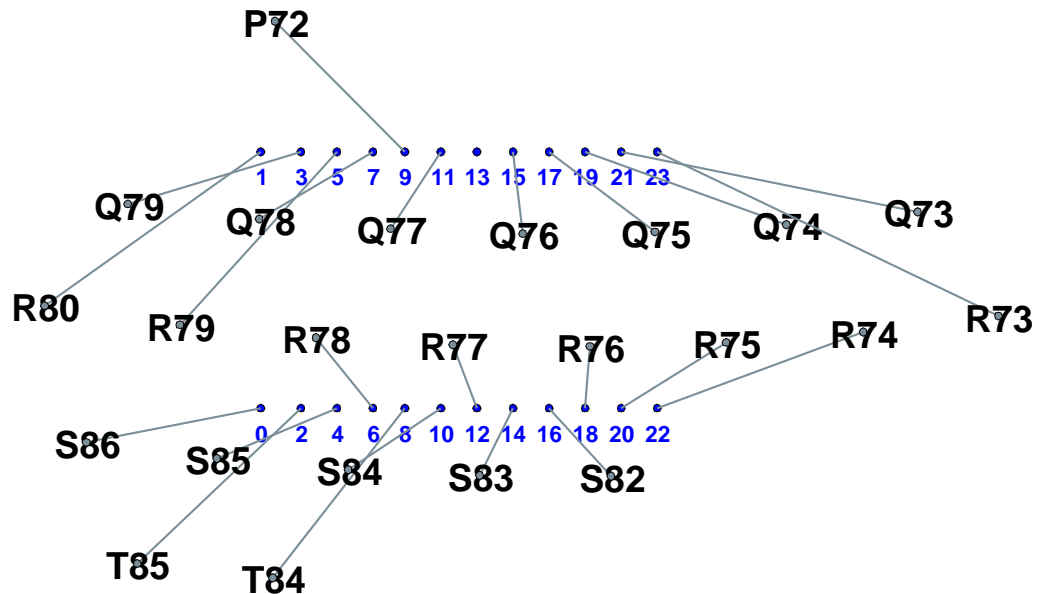 P72
1 3 5 7 9 11 13 15 17 19 21 23
Q79 Q78 Q77 Q76 Q75 Q74 Q73
R80 R79 R78 R77 R76 R75 R74 R73
0 2 4 6 8 10 12 14 16 18 20 22
S86 S85 S84 S83 S82
T85 T84